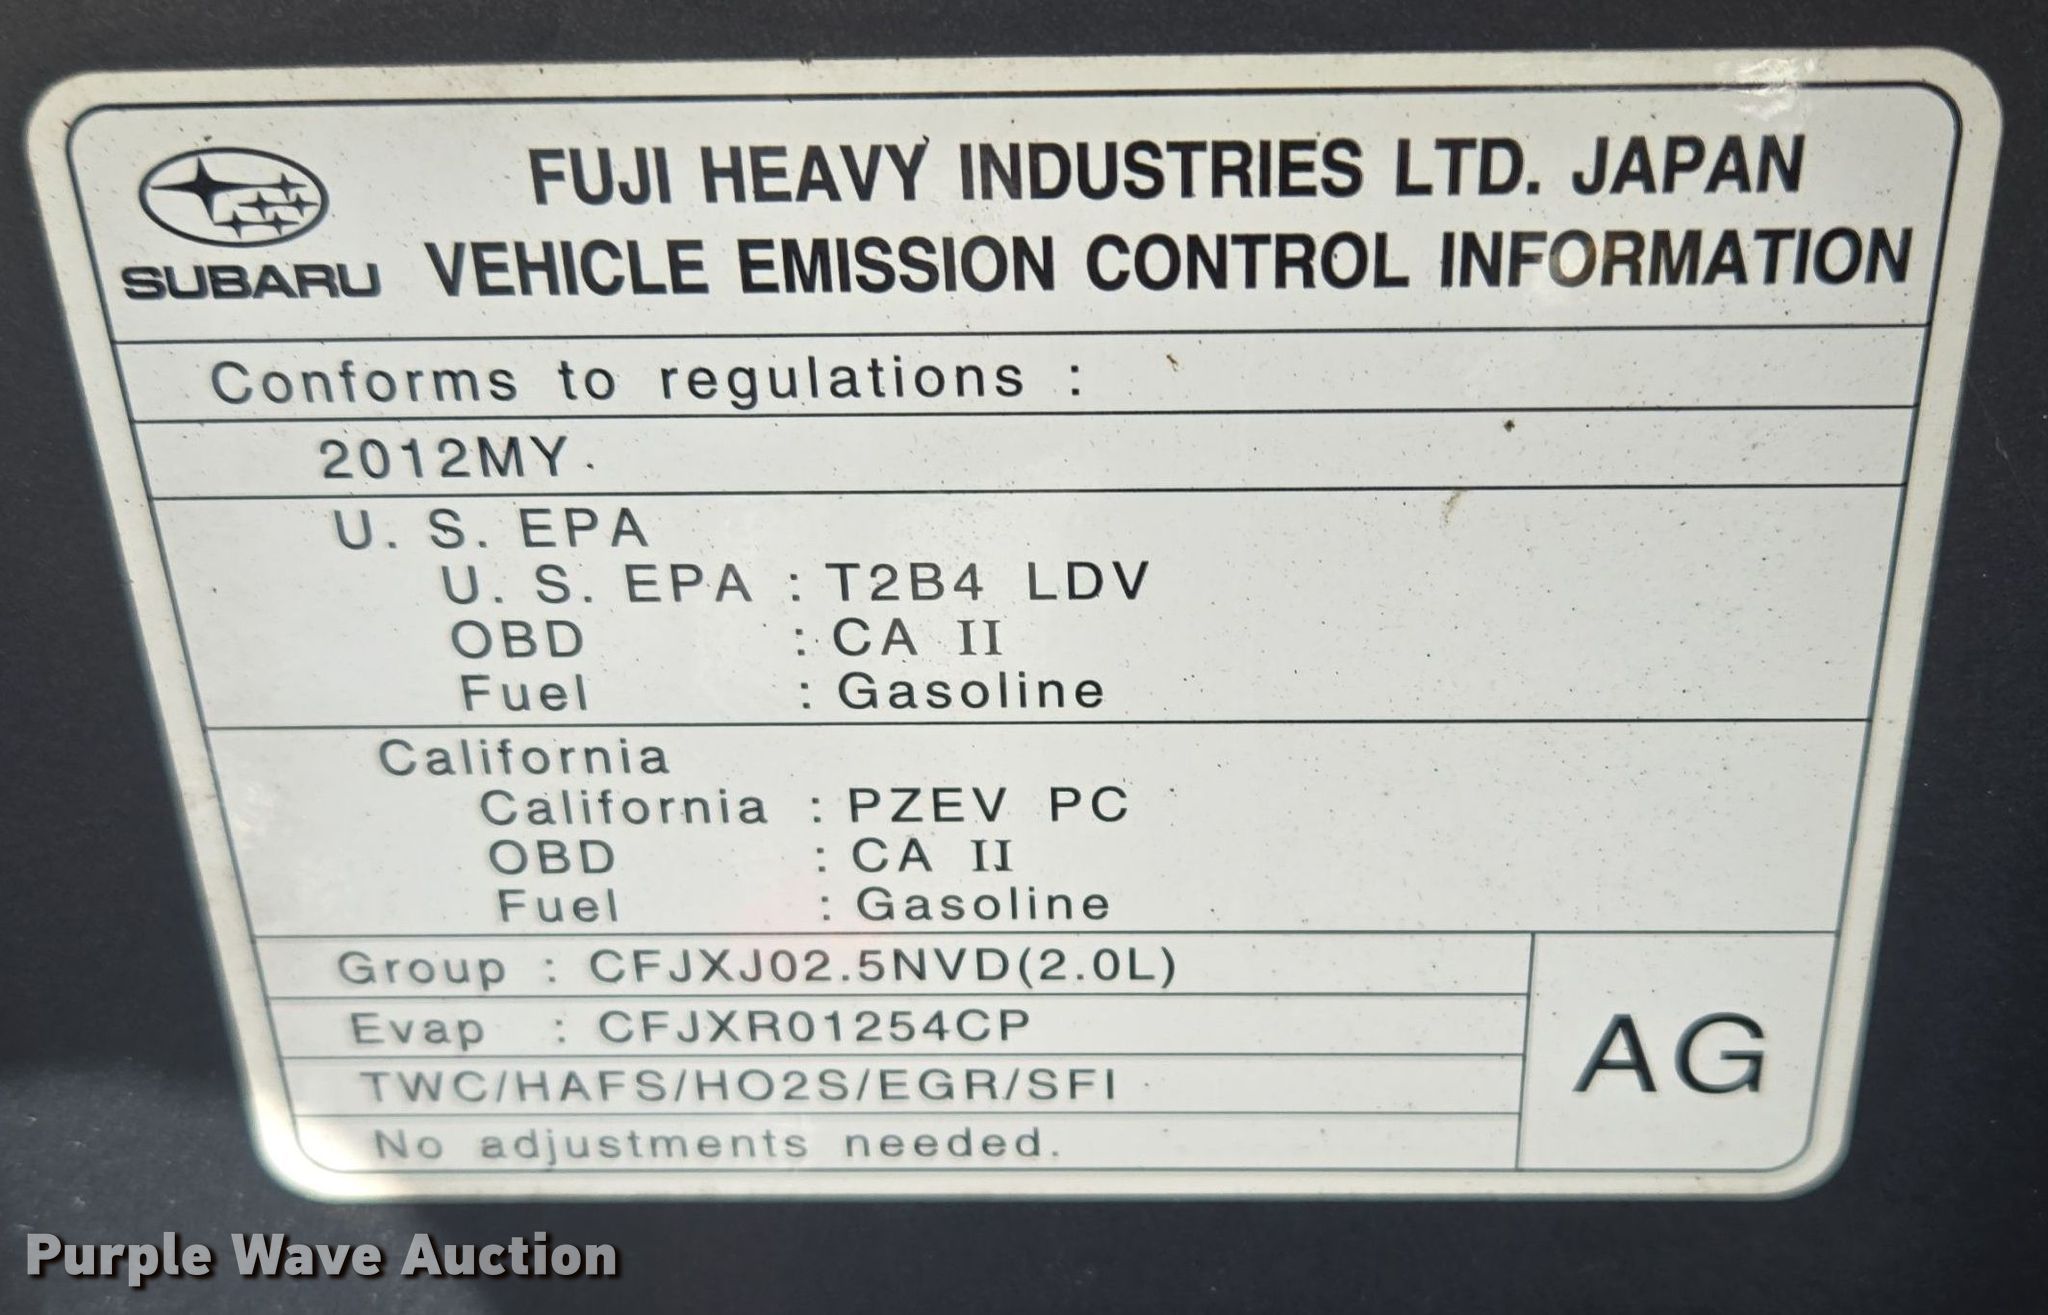 FUJI HEAVY INDUSTRIES LTD. JAPAN
SUBARU VEHICLE EMISSION CONTROL INFORMATION
Conforms to regulations :
2012MY.
U. S. EPA
U. S. EPA : T2B4 LDV
OBD : CA II
Fuel : Gasoline
California
California : PZEV PC
OBD : CA II
Fuel : Gasoline
Group : CFJXJ02.5NVD(2.0L)
Evap : CFJXR01254CP
TWC/HAFS/HO2S/EGR/SFI
No adjustments needed.
AG
Purple Wave Auction